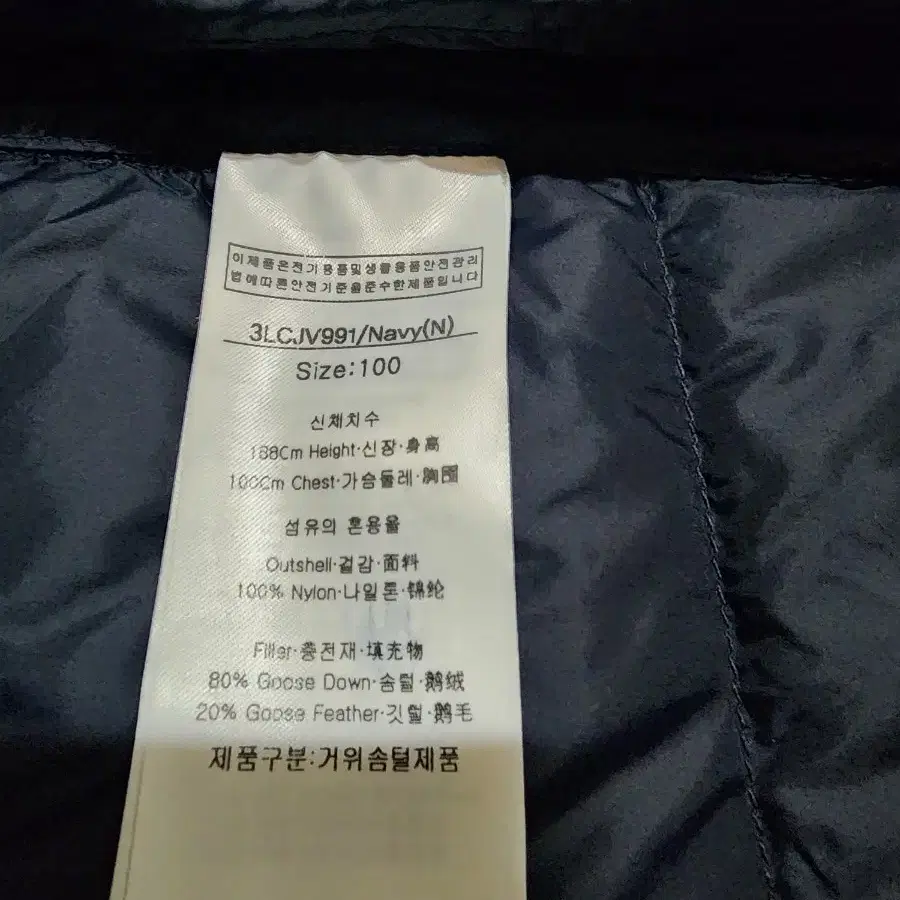 이제품은전기용품및생활용품안전관리
법에따른안전기준을준수한제품입니다
3LCJV991/Navy(N)
Size:100
신체치수
188Cm Height·신장·身高
100Cm Chest·가슴둘레·胸围
섬유의 혼용율
Outshell·겉감·面料
100% Nylon·나일론·锦纶
Filler·충전재·填充物
80% Goose Down·솜털·鹅绒
20% Goose Feather·깃털·鹅毛
제품구분:거위솜털제품